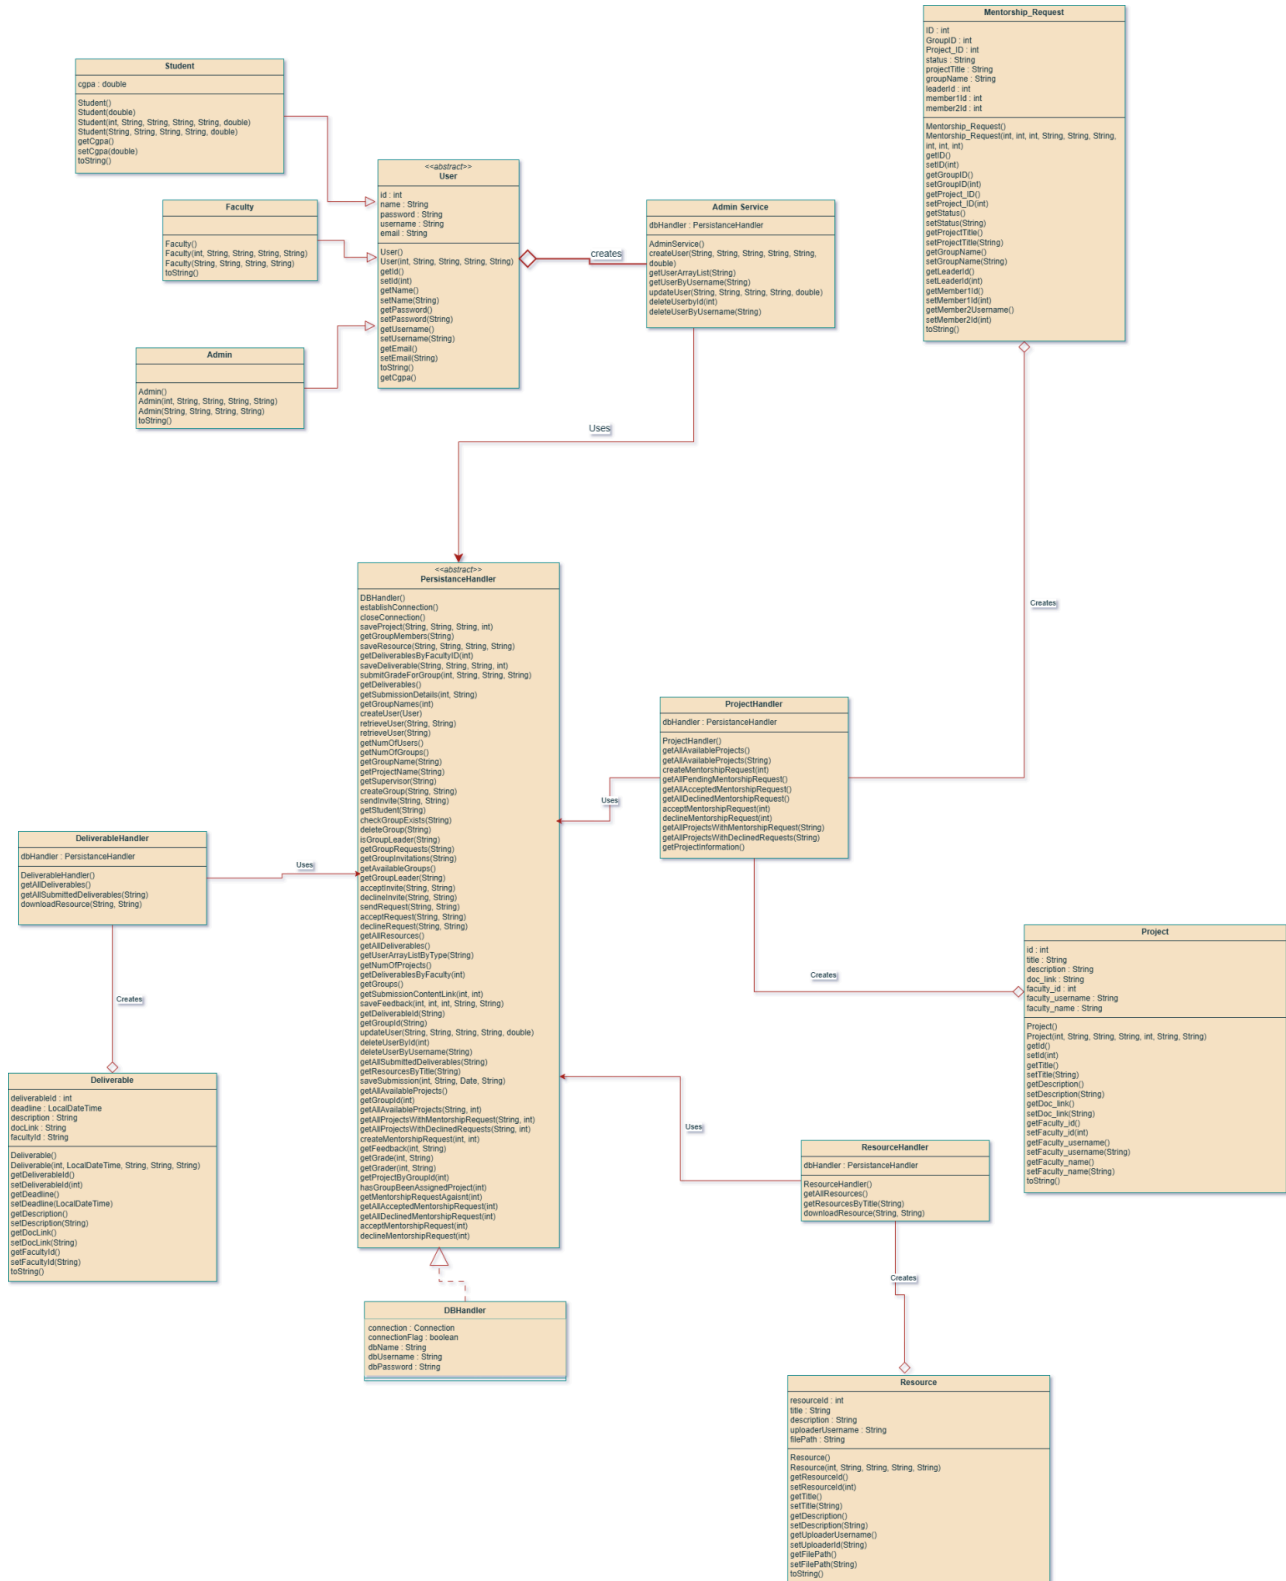 Mentorship_Request
ID : int
GroupID : int
Project_ID : int
status : String
projectTitle : String
groupName : String
leaderId : int
member1Id : int
member2Id : int
Mentorship_Request()
Mentorship_Request(int, int, int, String, String, String,
int, int, int)
getID()
setID(int)
getGroupID()
setGroupID(int)
getProject_ID()
setProject_ID(int)
getStatus()
setStatus(String)
getProjectTitle()
setProjectTitle(String)
getGroupName()
setGroupName(String)
getLeaderId()
setLeaderId(int)
getMember1Id()
setMember1Id(int)
getMember2Username()
setMember2Id(int)
toString()
Student
cgpa : double
Student()
Student(double)
Student(int, String, String, String, String, double)
Student(String, String, String, String, double)
getCgpa()
setCgpa(double)
toString()
<<abstract>>
User
id : int
name : String
password : String
username : String
email : String
User()
User(int, String, String, String, String)
getId()
setId(int)
getName()
setName(String)
getPassword()
setPassword(String)
getUsername()
setUsername(String)
getEmail()
setEmail(String)
toString()
getCgpa()
Faculty
Faculty()
Faculty(int, String, String, String, String)
Faculty(String, String, String, String)
toString()
Admin
Admin()
Admin(int, String, String, String, String)
Admin(String, String, String, String)
toString()
creates
Admin Service
dbHandler : PersistanceHandler
AdminService()
createUser(String, String, String, String, String,
double)
getUserArrayList(String)
getUserByUsername(String)
updateUser(String, String, String, String, double)
deleteUserbyId(int)
deleteUserByUsername(String)
Uses
<<abstract>>
PersistanceHandler
DBHandler()
establishConnection()
closeConnection()
saveProject(String, String, String, int)
getGroupMembers(String)
saveResource(String, String, String, String)
getDeliverablesByFacultyID(int)
saveDeliverable(String, String, String, int)
submitGradeForGroup(int, String, String, String)
getDeliverables()
getSubmissionDetails(int, String)
getGroupNames(int)
createUser(User)
retrieveUser(String, String)
retrieveUser(String)
getNumOfUsers()
getNumOfGroups()
getGroupName(String)
getProjectName(String)
getSupervisor(String)
createGroup(String, String)
sendInvite(String, String)
getStudent(String)
checkGroupExists(String)
deleteGroup(String)
isGroupLeader(String)
getGroupRequests(String)
getGroupInvitations(String)
getAvailableGroups()
getGroupLeader(String)
acceptInvite(String, String)
declineInvite(String, String)
sendRequest(String, String)
acceptRequest(String, String)
declineRequest(String, String)
getAllResources()
getAllDeliverables()
getUserArrayListByType(String)
getNumOfProjects()
getDeliverablesByFaculty(int)
getGroups()
getSubmissionContentLink(int, int)
saveFeedback(int, int, int, String, String)
getDeliverableId(String)
getGroupId(String)
updateUser(String, String, String, String, double)
deleteUserById(int)
deleteUserByUsername(String)
getAllSubmittedDeliverables(String)
getResourcesByTitle(String)
saveSubmission(int, String, Date, String)
getAllAvailableProjects()
getGroupId(int)
getAllAvailableProjects(String, int)
getAllProjectsWithMentorshipRequest(String, int)
getAllProjectsWithDeclinedRequests(String, int)
createMentorshipRequest(int, int)
getFeedback(int, String)
getGrade(int, String)
getGrader(int, String)
getProjectByGroupId(int)
hasGroupBeenAssignedProject(int)
getMentorshipRequestAgaisnt(int)
getAllAcceptedMentorshipRequest(int)
getAllDeclinedMentorshipRequest(int)
acceptMentorshipRequest(int)
declineMentorshipRequest(int)
Creates
ProjectHandler
dbHandler : PersistanceHandler
ProjectHandler()
getAllAvailableProjects()
getAllAvailableProjects(String)
createMentorshipRequest(int)
getAllPendingMentorshipRequest()
getAllAcceptedMentorshipRequest()
getAllDeclinedMentorshipRequest()
acceptMentorshipRequest(int)
declineMentorshipRequest(int)
getAllProjectsWithMentorshipRequest(String)
getAllProjectsWithDeclinedRequests(String)
getProjectInformation()
Uses
DeliverableHandler
dbHandler : PersistanceHandler
DeliverableHandler()
getAllDeliverables()
getAllSubmittedDeliverables(String)
downloadResource(String, String)
Uses
Creates
Project
id : int
title : String
description : String
doc_link : String
faculty_id : int
faculty_username : String
faculty_name : String
Project()
Project(int, String, String, String, int, String, String)
getId()
setId(int)
getTitle()
setTitle(String)
getDescription()
setDescription(String)
getDoc_link()
setDoc_link(String)
getFaculty_id()
setFaculty_id(int)
getFaculty_username()
setFaculty_username(String)
getFaculty_name()
setFaculty_name(String)
toString()
Creates
Deliverable
deliverableId : int
deadline : LocalDateTime
description : String
docLink : String
facultyId : String
Deliverable()
Deliverable(int, LocalDateTime, String, String, String)
getDeliverableId()
setDeliverableId(int)
getDeadline()
setDeadline(LocalDateTime)
getDescription()
setDescription(String)
getDocLink()
setDocLink(String)
getFacultyId()
setFacultyId(String)
toString()
Uses
ResourceHandler
dbHandler : PersistanceHandler
ResourceHandler()
getAllResources()
getResourcesByTitle(String)
downloadResource(String, String)
Creates
DBHandler
connection : Connection
connectionFlag : boolean
dbName : String
dbUsername : String
dbPassword : String
Resource
resourceId : int
title : String
description : String
uploaderUsername : String
filePath : String
Resource()
Resource(int, String, String, String, String)
getResourceId()
setResourceId(int)
getTitle()
setTitle(String)
getDescription()
setDescription(String)
getUploaderUsername()
setUploaderId(String)
getFilePath()
setFilePath(String)
toString()